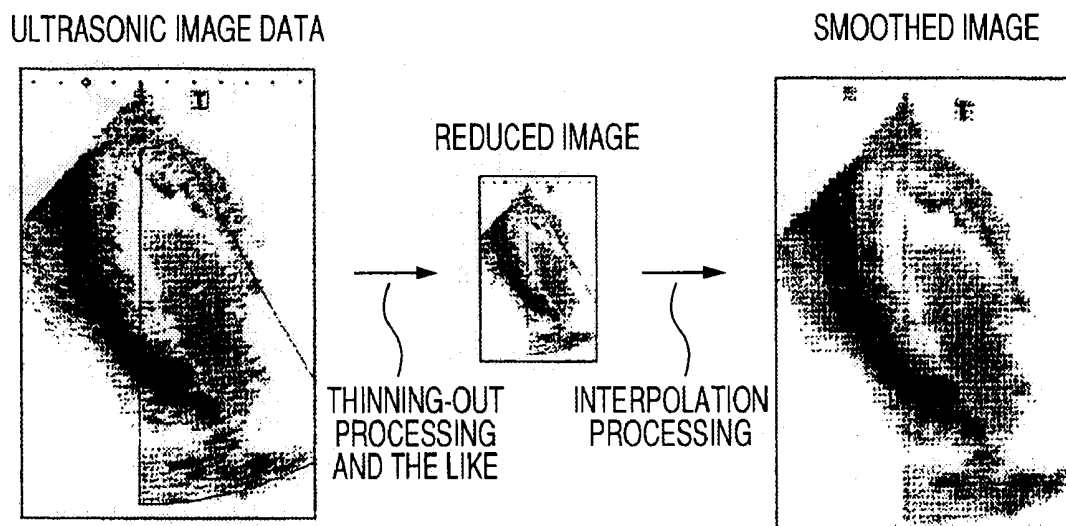 ULTRASONIC IMAGE DATA
SMOOTHED IMAGE
REDUCED IMAGE
T
THINNING-OUT
PROCESSING
AND THE LIKE
INTERPOLATION
PROCESSING
T